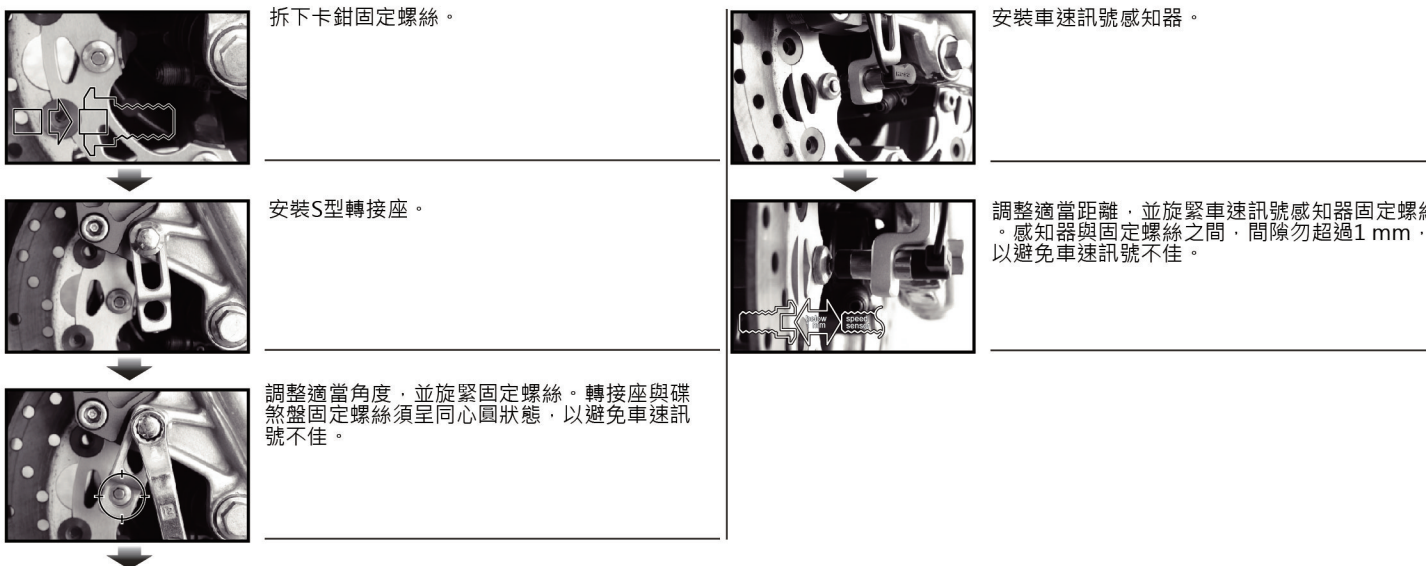 拆下卡鉗固定螺絲。
安裝S型轉接座。
調整適當角度，並旋緊固定螺絲。轉接座與碟
煞盤固定螺絲須呈同心圓狀態，以避免車速訊
號不佳。
安裝車速訊號感知器。
調整適當距離，並旋緊車速訊號感知器固定螺
。感知器與固定螺絲之間，間隙勿超過1 mm，
以避免車速訊號不佳。
below
mm
speed